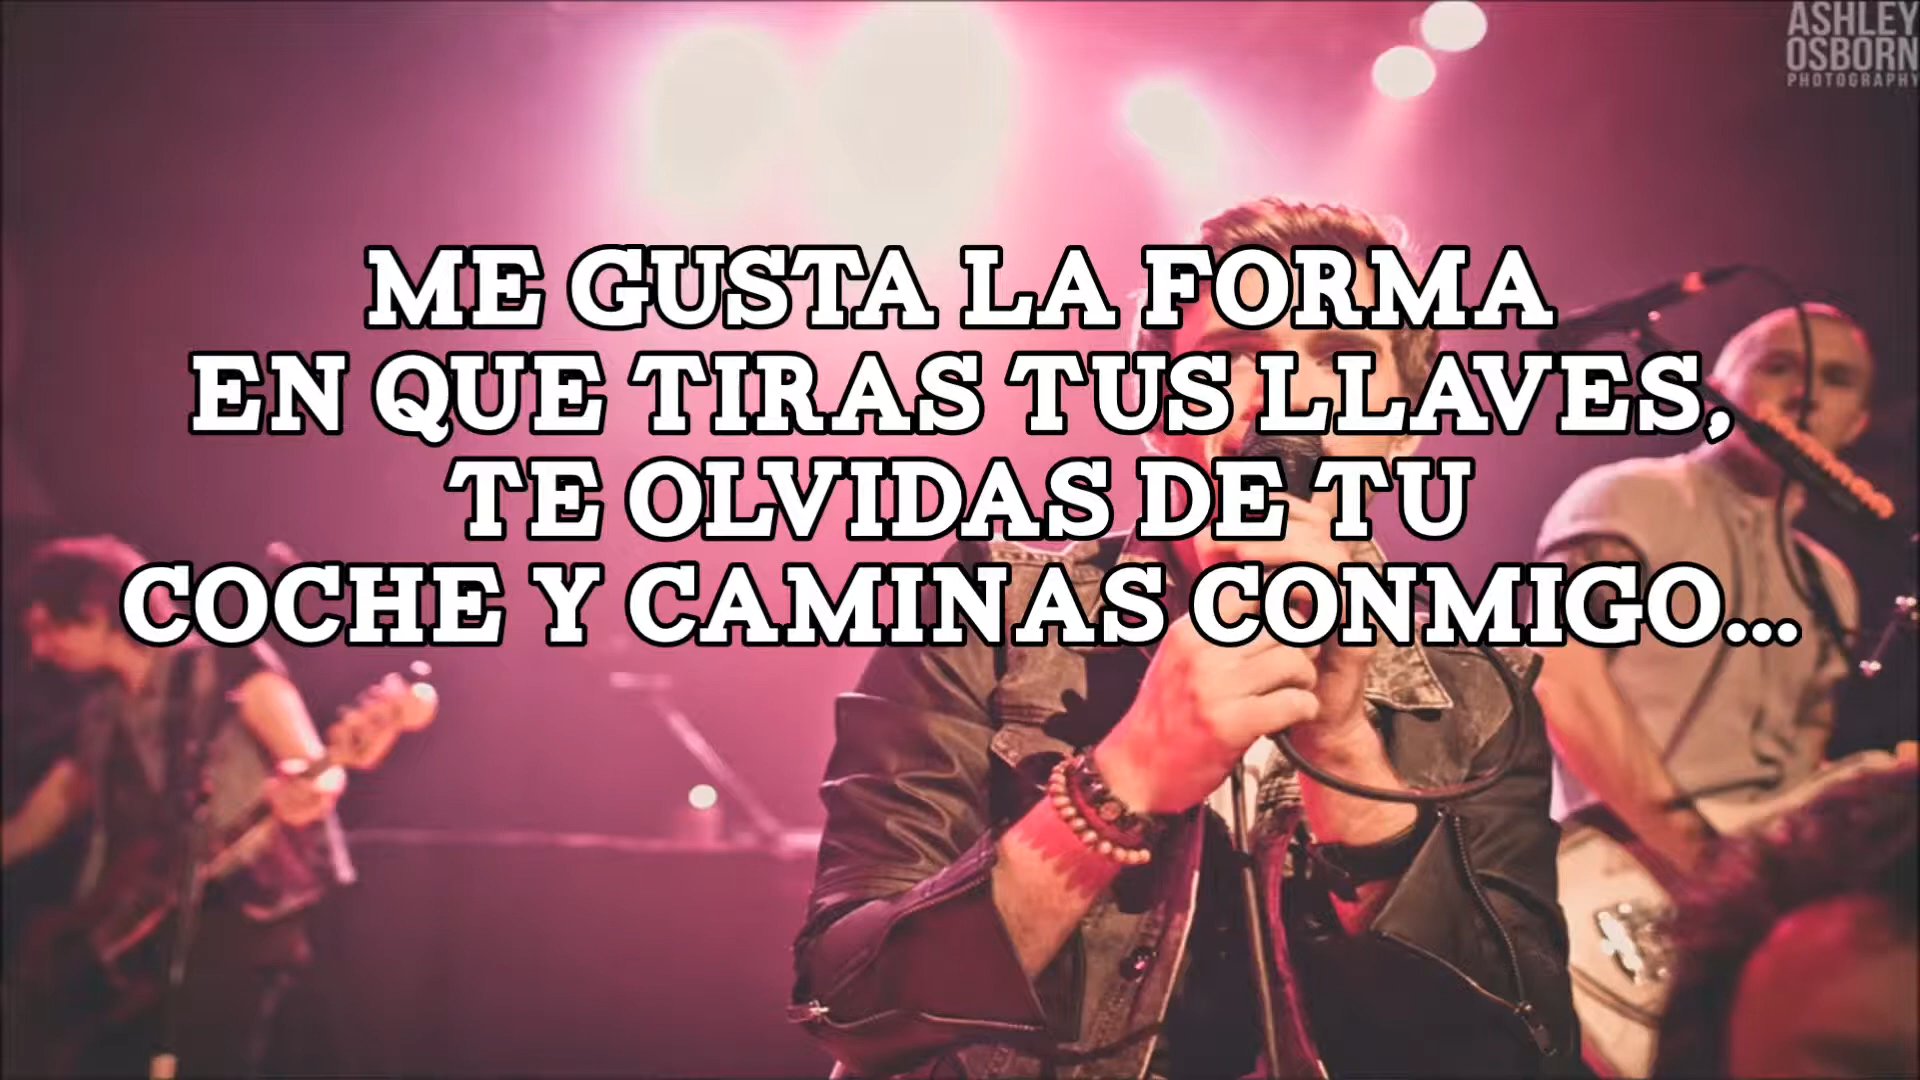 ASHLEY
OSBORN
PHOTOGRAPHY
ME GUSTA LA FORMA
EN QUE TIRAS TUS LLAVES,
TE OLVIDAS DE TU
COCHE Y CAMINAS CONMIGO...